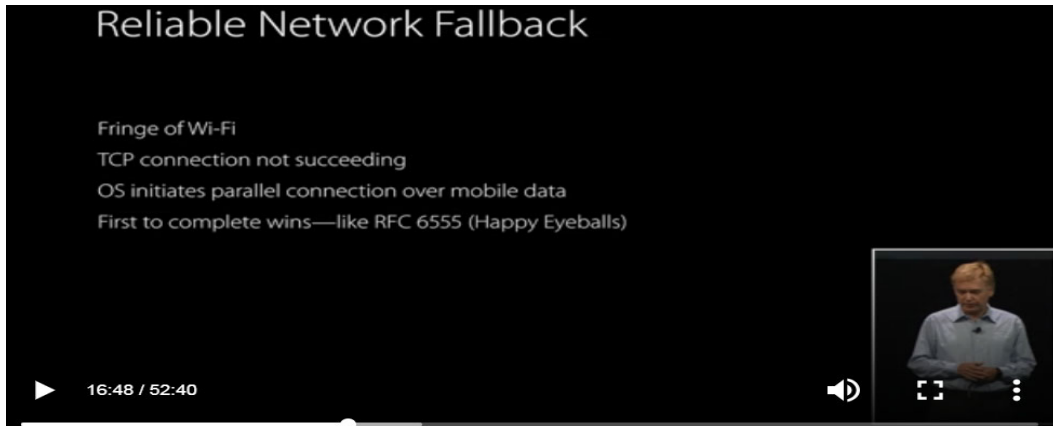 Reliable Network Fallback
Fringe of Wi-Fi
TCP connection not succeeding
OS initiates parallel connection over mobile data
First to complete wins—like RFC 6555 (Happy Eyeballs)
16:48 / 52:40